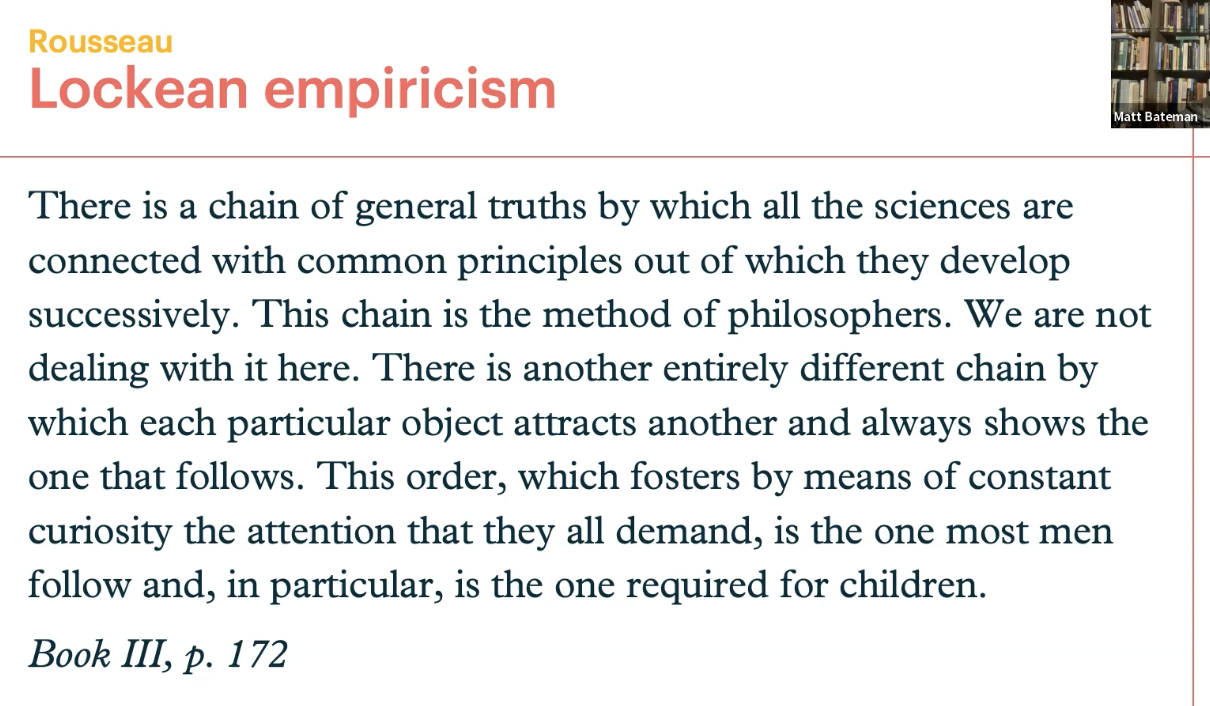 Rousseau
Lockean empiricism
Matt Bateman
There is a chain of general truths by which all the sciences are
connected with common principles out of which they develop
successively. This chain is the method of philosophers. We are not
dealing with it here. There is another entirely different chain by
which each particular object attracts another and always shows the
one that follows. This order, which fosters by means of constant
curiosity the attention that they all demand, is the one most men
follow and, in particular, is the one required for children.
Book III, p. 172